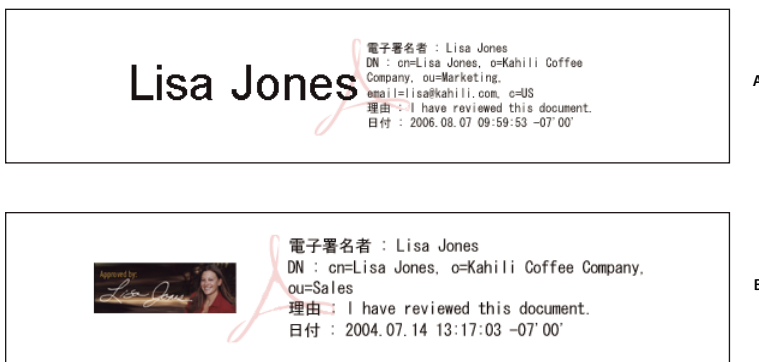 Lisa Jones
電子署名者 : Lisa Jones
DN : cn=Lisa Jones, o=Kahili Coffee
Company, ou=Marketing,
email=lisa@kahili.com, c=US
理由 : I have reviewed this document.
日付 : 2006.08.07 09:59:53 -07'00'
A
Approved by:
Lisa Jones
電子署名者 : Lisa Jones
DN : cn=Lisa Jones, o=Kahili Coffee Company,
ou=Sales
理由 : I have reviewed this document.
日付 : 2004.07.14 13:17:03 -07'00'